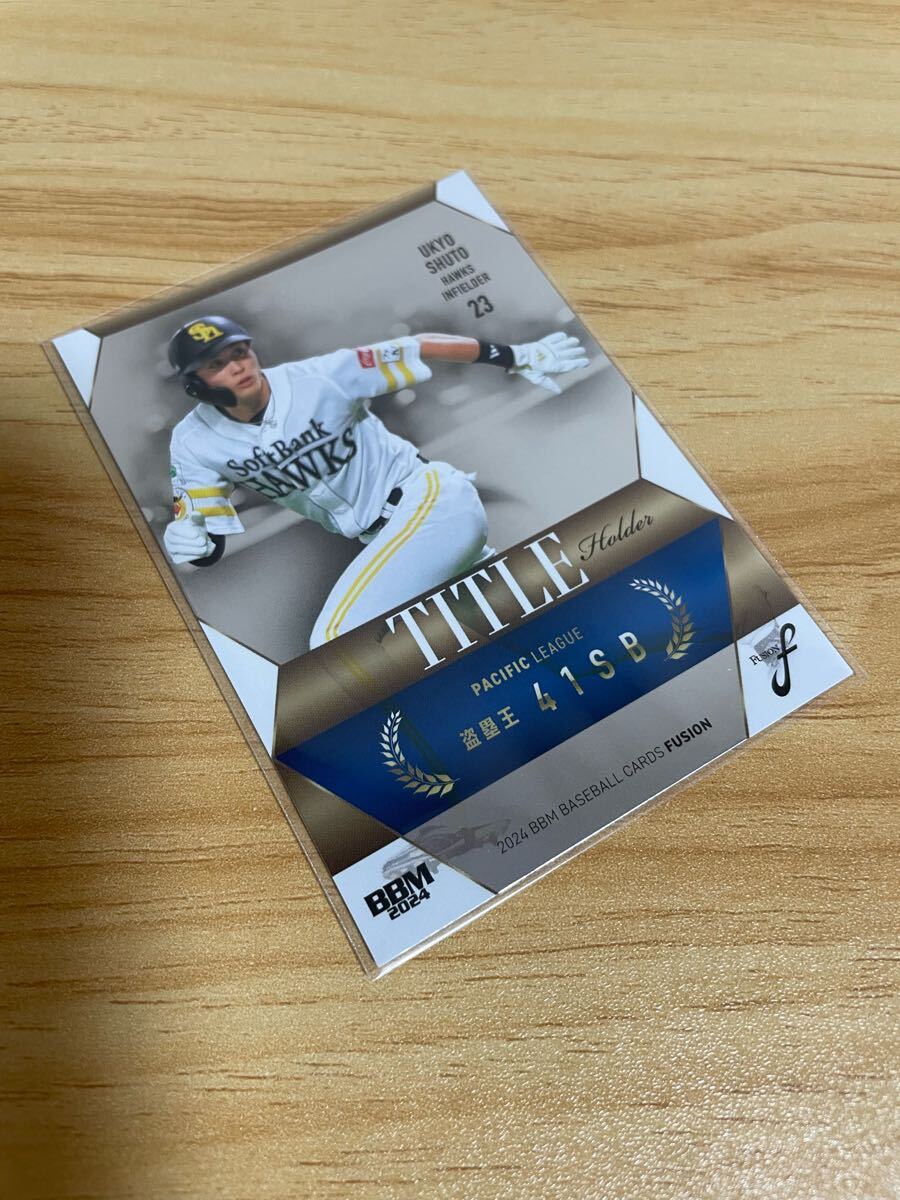 UKYO
SHUTO
HAWKS
INFIELDER
23
SH
SoftBank
HAWKS
TITLE Holder
PACIFIC LEAGUE
盗塁王 41SB
FUSION f
2024 BBM BASEBALL CARDS FUSION
BBM
2024